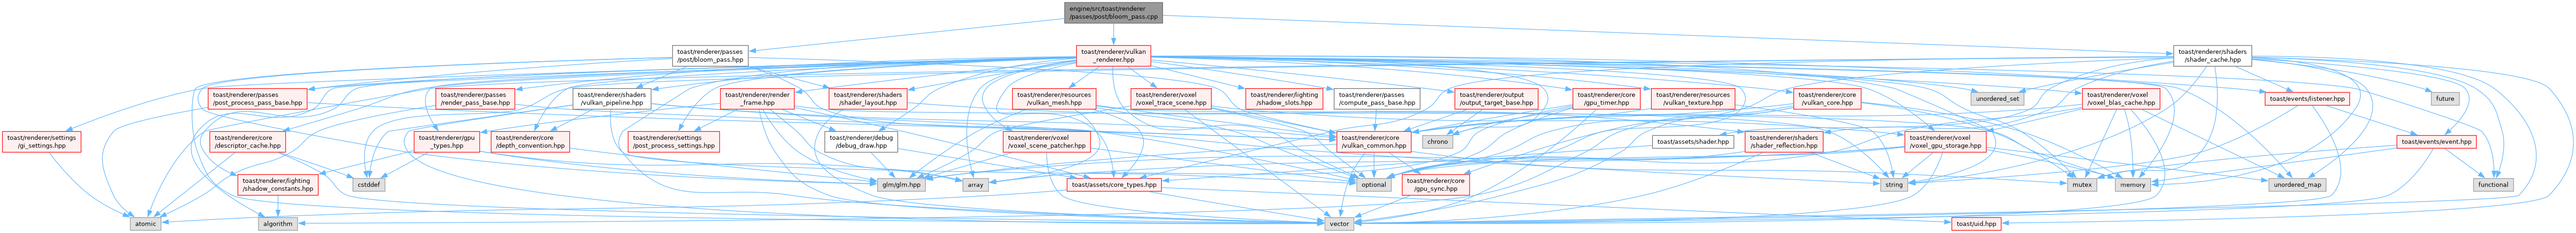 engine/src/toast/renderer
/passes/post/bloom_pass.cpp
toast/renderer/passes
/post/bloom_pass.hpp
toast/renderer/vulkan
_renderer.hpp
toast/renderer/shaders
/shader_cache.hpp
toast/renderer/passes
/post_process_pass_base.hpp
toast/renderer/passes
/render_pass_base.hpp
toast/renderer/shaders
/vulkan_pipeline.hpp
toast/renderer/render
_frame.hpp
toast/renderer/shaders
/shader_layout.hpp
toast/renderer/resources
/vulkan_mesh.hpp
toast/renderer/voxel
/voxel_trace_scene.hpp
toast/renderer/lighting
/shadow_slots.hpp
toast/renderer/passes
/compute_pass_base.hpp
toast/renderer/output
/output_target_base.hpp
toast/renderer/core
/gpu_timer.hpp
toast/renderer/resources
/vulkan_texture.hpp
toast/renderer/core
/vulkan_core.hpp
unordered_set
toast/renderer/voxel
/voxel_blas_cache.hpp
toast/events/listener.hpp
future
toast/renderer/settings
/gi_settings.hpp
toast/renderer/core
/descriptor_cache.hpp
toast/renderer/gpu
_types.hpp
toast/renderer/core
/depth_convention.hpp
toast/renderer/settings
/post_process_settings.hpp
toast/renderer/debug
/debug_draw.hpp
toast/renderer/voxel
/voxel_scene_patcher.hpp
toast/renderer/core
/vulkan_common.hpp
chrono
toast/assets/shader.hpp
toast/renderer/shaders
/shader_reflection.hpp
toast/renderer/voxel
/voxel_gpu_storage.hpp
toast/events/event.hpp
toast/renderer/lighting
/shadow_constants.hpp
cstddef
glm/glm.hpp
array
toast/assets/core_types.hpp
optional
toast/renderer/core
/gpu_sync.hpp
string
mutex
memory
unordered_map
functional
atomic
algorithm
vector
toast/uid.hpp